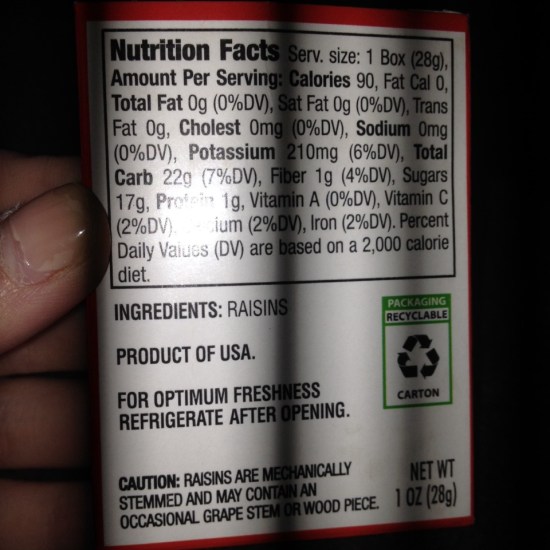 Nutrition Facts Serv. size: 1 Box (28g),
Amount Per Serving: Calories 90, Fat Cal 0,
Total Fat 0g (0%DV), Sat Fat 0g (0%DV), Trans
Fat 0g, Cholest 0mg (0%DV), Sodium 0mg
(0%DV), Potassium 210mg (6%DV), Total
Carb 22g (7%DV), Fiber 1g (4%DV), Sugars
17g, Protein 1g, Vitamin A (0%DV), Vitamin C
(2%DV), (2%DV), Iron (2%DV). Percent
Daily Values (DV) are based on a 2,000 calorie
diet.
INGREDIENTS: RAISINS
PRODUCT OF USA.
FOR OPTIMUM FRESHNESS
REFRIGERATE AFTER OPENING.
PACKAGING
RECYCLABLE
CARTON
CAUTION: RAISINS ARE MECHANICALLY
STEMMED AND MAY CONTAIN AN
OCCASIONAL GRAPE STEM OR WOOD PIECE.
NET WT
1 OZ (28g)